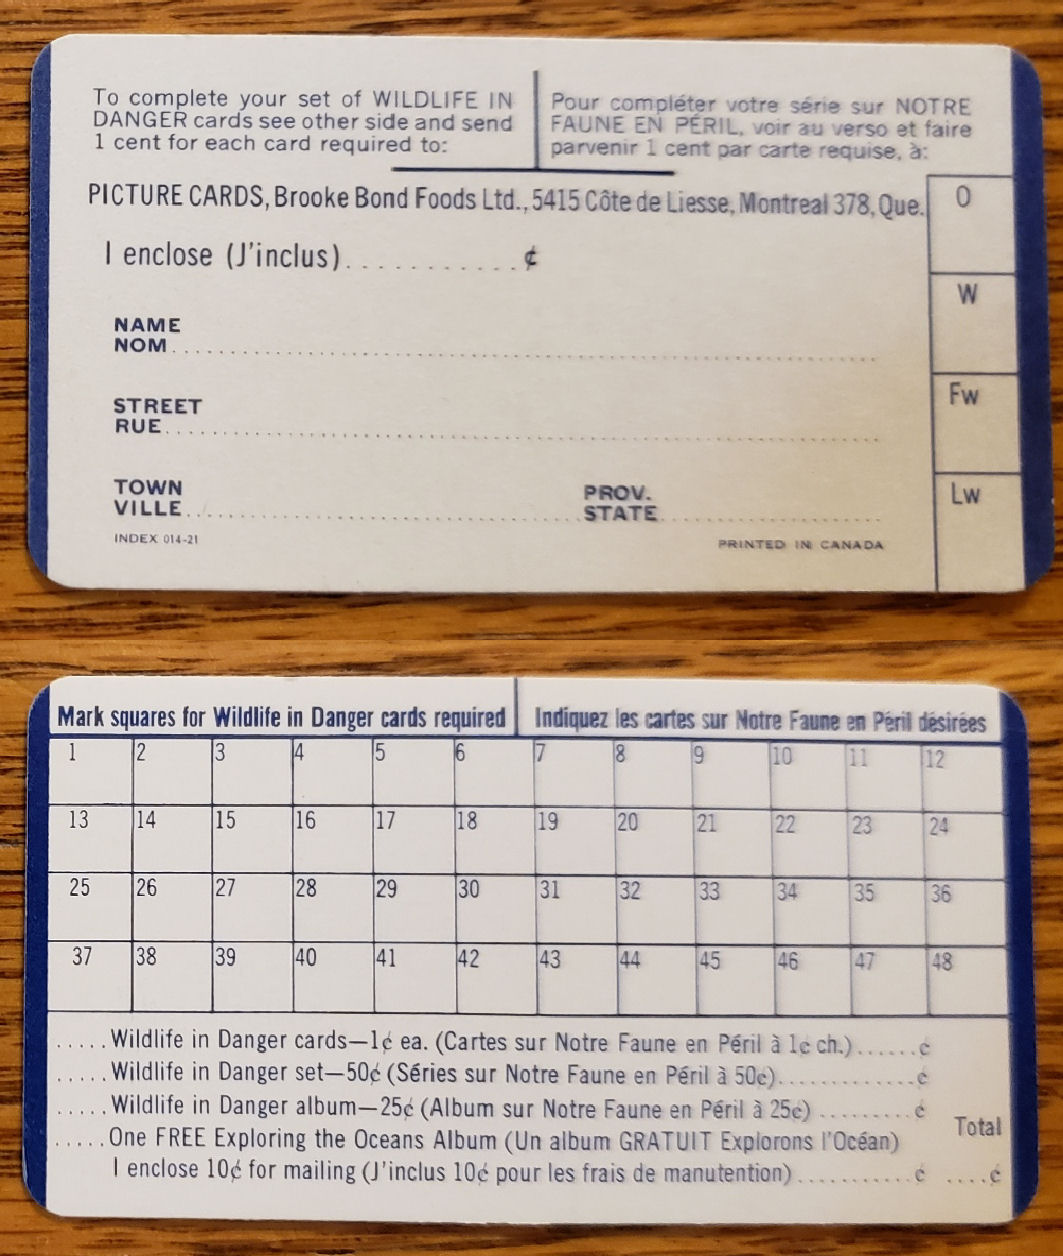 To complete your set of WILDLIFE IN
DANGER cards see other side and send
1 cent for each card required to:
Pour compléter votre série sur NOTRE
FAUNE EN PÉRIL, voir au verso et faire
parvenir 1 cent par carte requise, à:
PICTURE CARDS, Brooke Bond Foods Ltd., 5415 Côte de Liesse, Montreal 378, Que.
I enclose (J'inclus)...........¢
NAME
NOM
STREET
RUE
TOWN
VILLE
PROV.
STATE
INDEX 014-21
PRINTED IN CANADA
O
W
Fw
Lw
Mark squares for Wildlife in Danger cards required
Indiquez les cartes sur Notre Faune en Péril désirées
1 2 3 4 5 6 7 8 9 10 11 12
13 14 15 16 17 18 19 20 21 22 23 24
25 26 27 28 29 30 31 32 33 34 35 36
37 38 39 40 41 42 43 44 45 46 47 48
.....Wildlife in Danger cards—1¢ ea. (Cartes sur Notre Faune en Péril à 1¢ ch.)......¢
.....Wildlife in Danger set—50¢ (Séries sur Notre Faune en Péril à 50¢)............¢
.....Wildlife in Danger album—25¢ (Album sur Notre Faune en Péril à 25¢).........¢
.....One FREE Exploring the Oceans Album (Un album GRATUIT Explorons l'Océan)
I enclose 10¢ for mailing (J'inclus 10¢ pour les frais de manutention)...........¢
Total
....¢